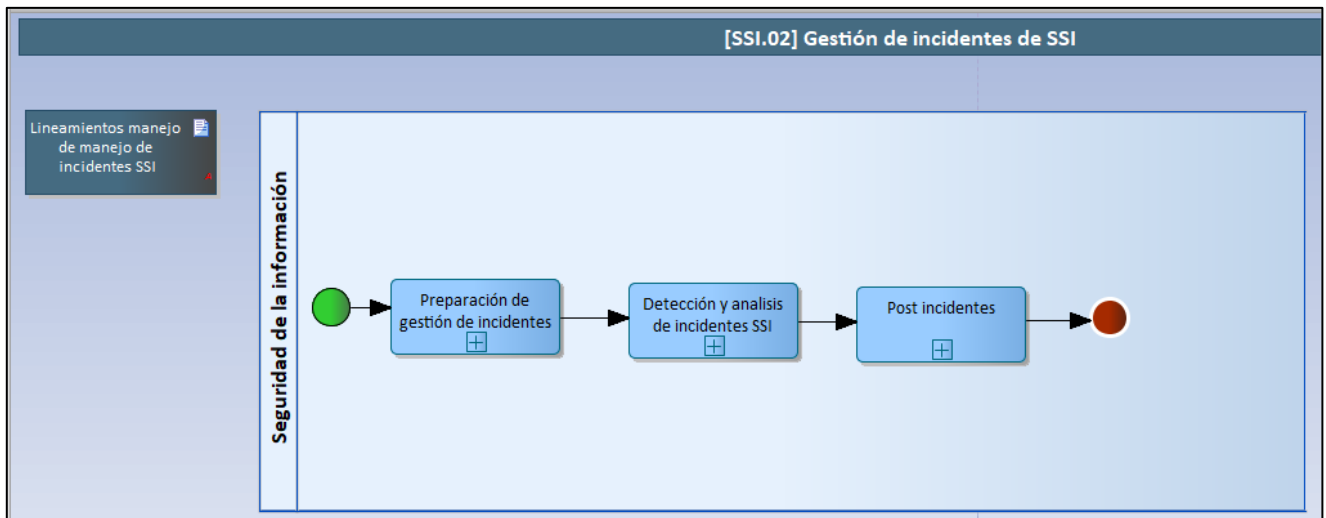 [SSI.02] Gestión de incidentes de SSI
Lineamientos manejo
de manejo de
incidentes SSI
Seguridad de la información
Preparación de
gestión de incidentes
Detección y analisis
de incidentes SSI
Post incidentes